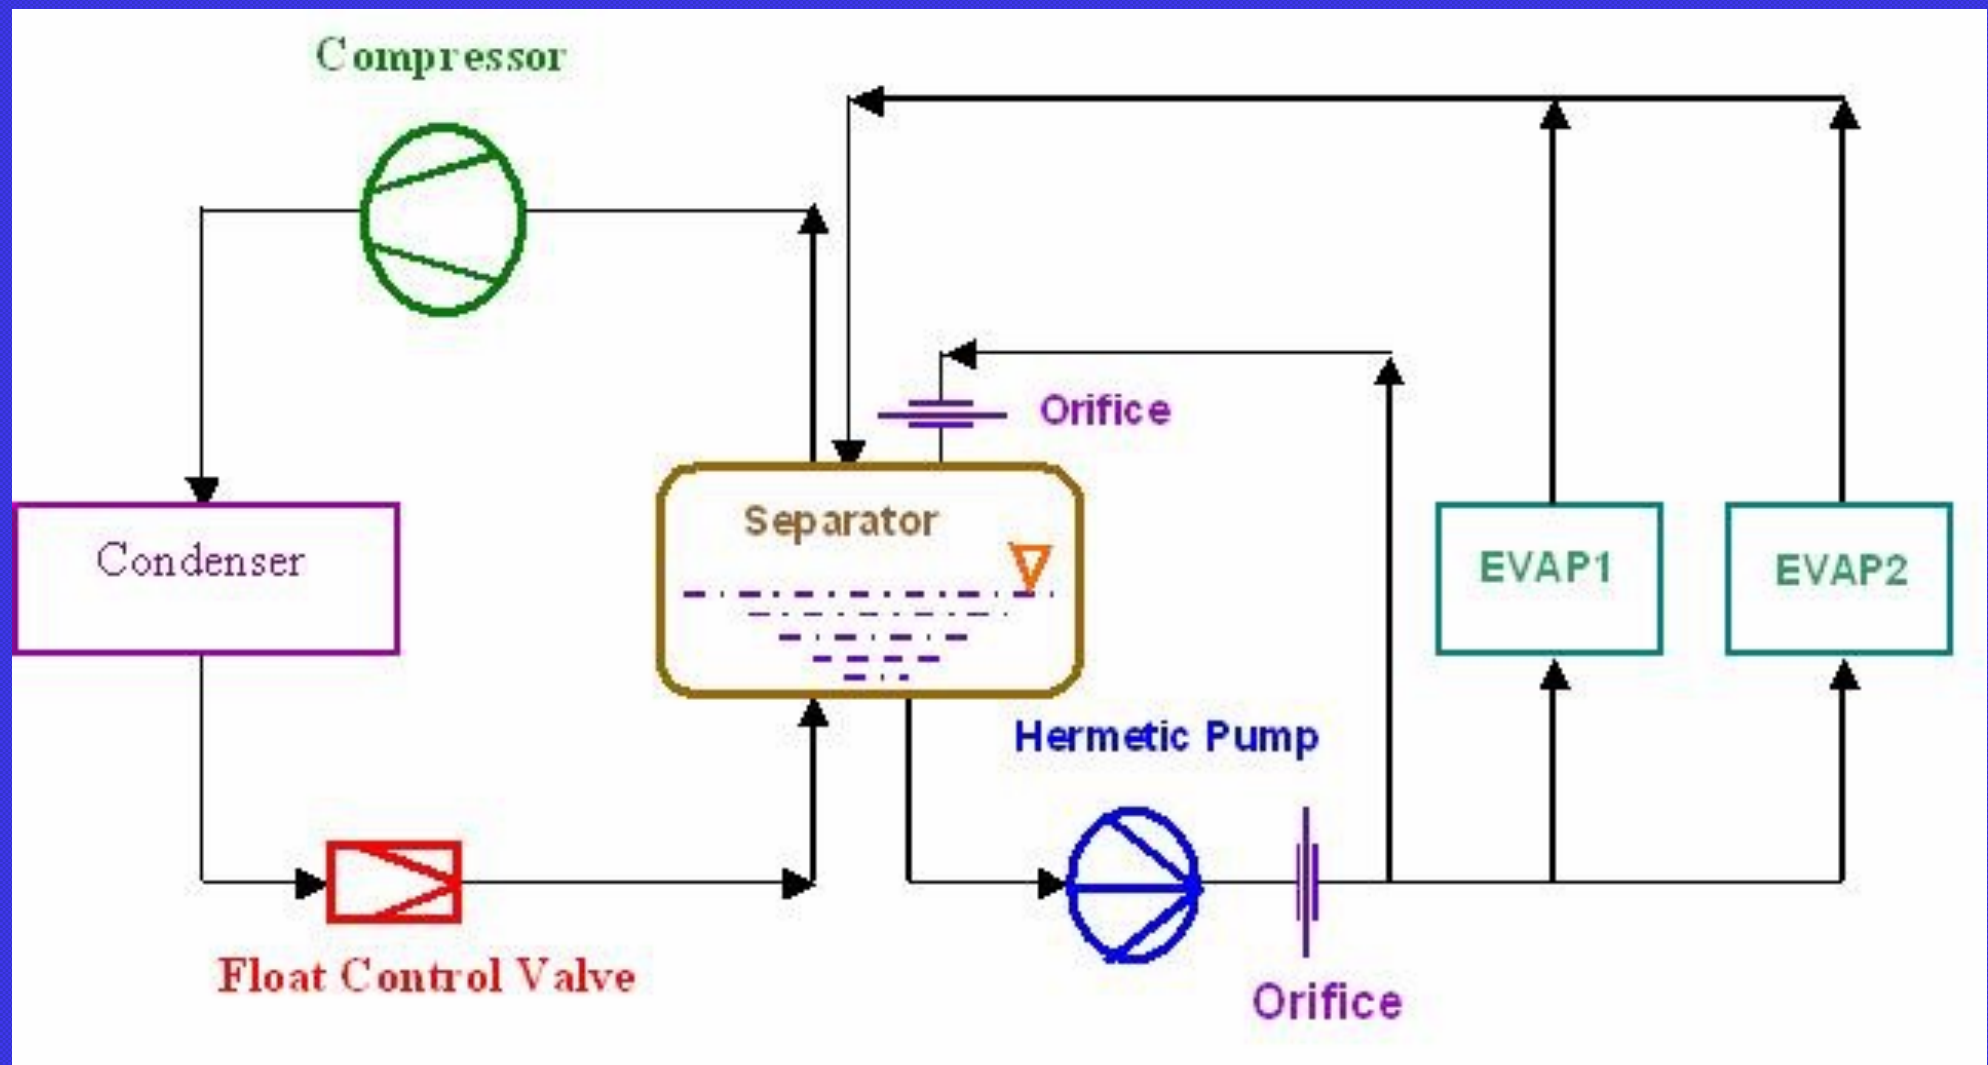 Compressor
Orifice
Separator
Condenser
EVAP1
EVAP2
Hermetic Pump
Float Control Valve
Orifice